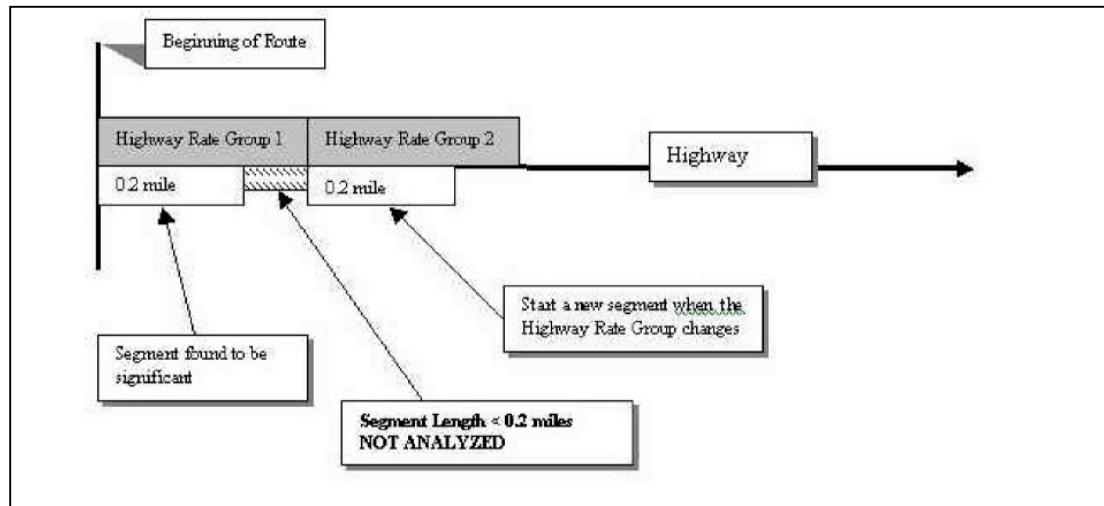 Beginning of Route
Highway Rate Group 1
Highway Rate Group 2
Highway
0.2 mile
0.2 mile
Start a new segment when the
Highway Rate Group changes
Segment found to be
significant
Segment Length < 0.2 miles
NOT ANALYZED